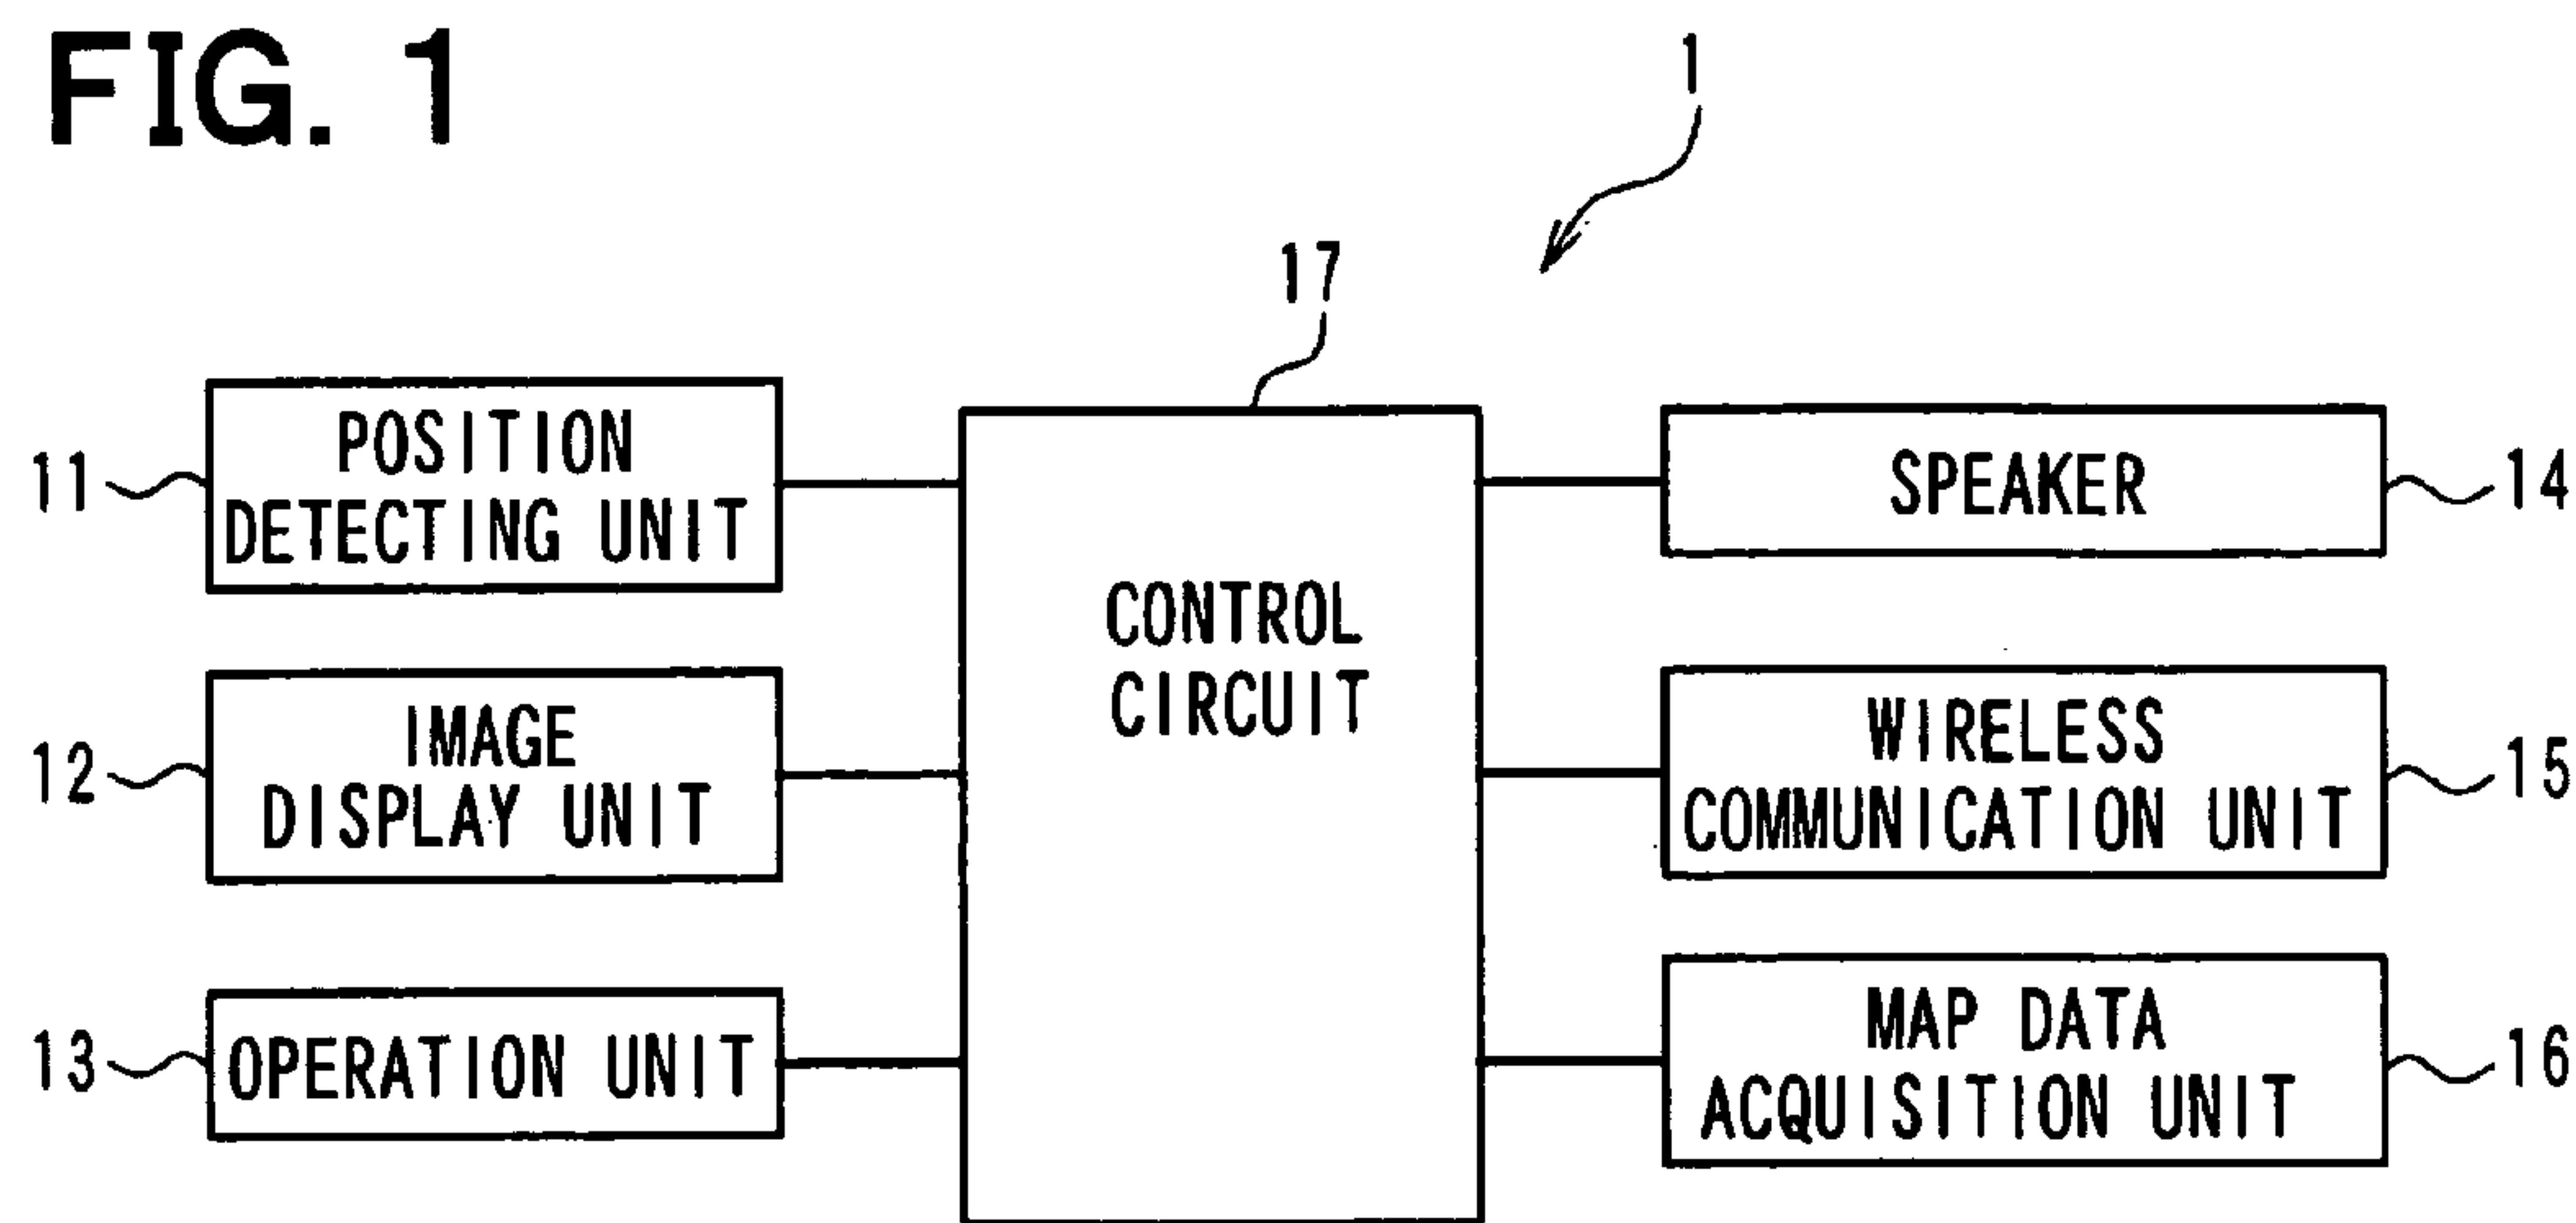 FIG. 1
1
17
11
POSITION
DETECTING UNIT
12
IMAGE
DISPLAY UNIT
13
OPERATION UNIT
CONTROL
CIRCUIT
SPEAKER
14
WIRELESS
COMMUNICATION UNIT
15
MAP DATA
ACQUISITION UNIT
16